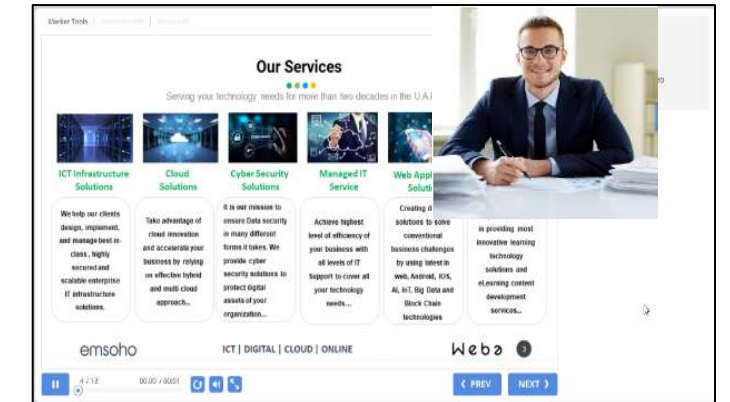 Marker Tools
Our Services
Serving your technology needs for more than two decades in the U.A.
ICT Infrastructure
Solutions
Cloud
Solutions
Cyber Security
Solutions
Managed IT
Service
Web Appl
Soluti
We help our clients
design, implement,
and manage best-in-
class, highly
secured and
scalable enterprise
IT infrastructure
solutions.
Take advantage of
cloud innovation
and accelerate your
business by relying
on effective hybrid
and multi cloud
approach...
It is our mission to
ensure Data security
in many different
forms it takes. We
provide cyber
security solutions to
protect digital
assets of your
organization...
Achieve highest
level of efficiency of
your business with
all levels of IT
Support to cover all
your technology
needs...
Creating d
solutions to solve
conventional
business challenges
by using latest in
web, Android, IOS,
AI, IoT, Big Data and
Block Chain
technologies
in providing most
innovative learning
technology
solutions and
eLearning content
development
services...
emsoho
ICT | DIGITAL | CLOUD | ONLINE
3
4 / 13
00:00 / 00:01
PREV
NEXT